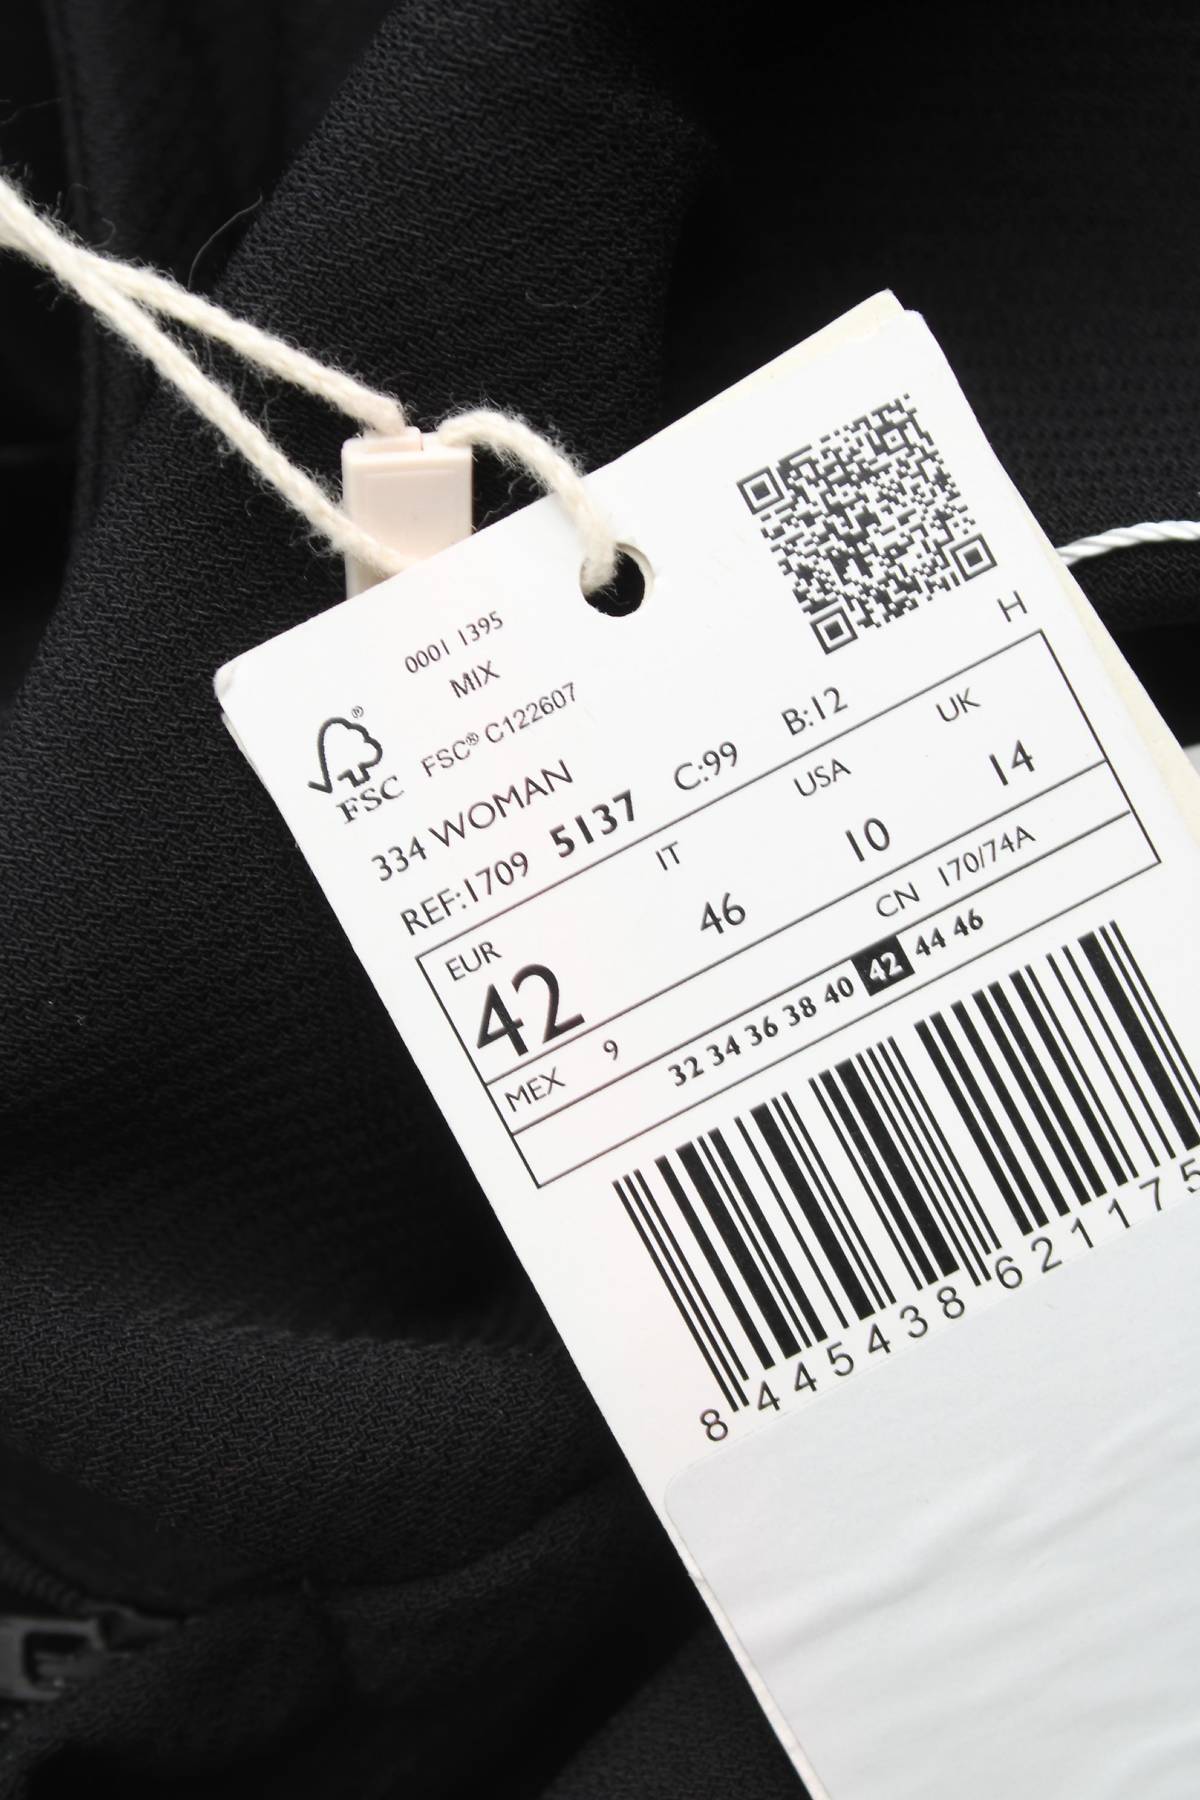 0001 1395
MIX
FSC® C122607
®
FSC
334 WOMAN
REF:1709 5137 C:99 B:12
H
EUR IT USA UK
42 46 10 14
MEX 9 CN 170/74A
32 34 36 38 40 42 44 46
8 445438 621175